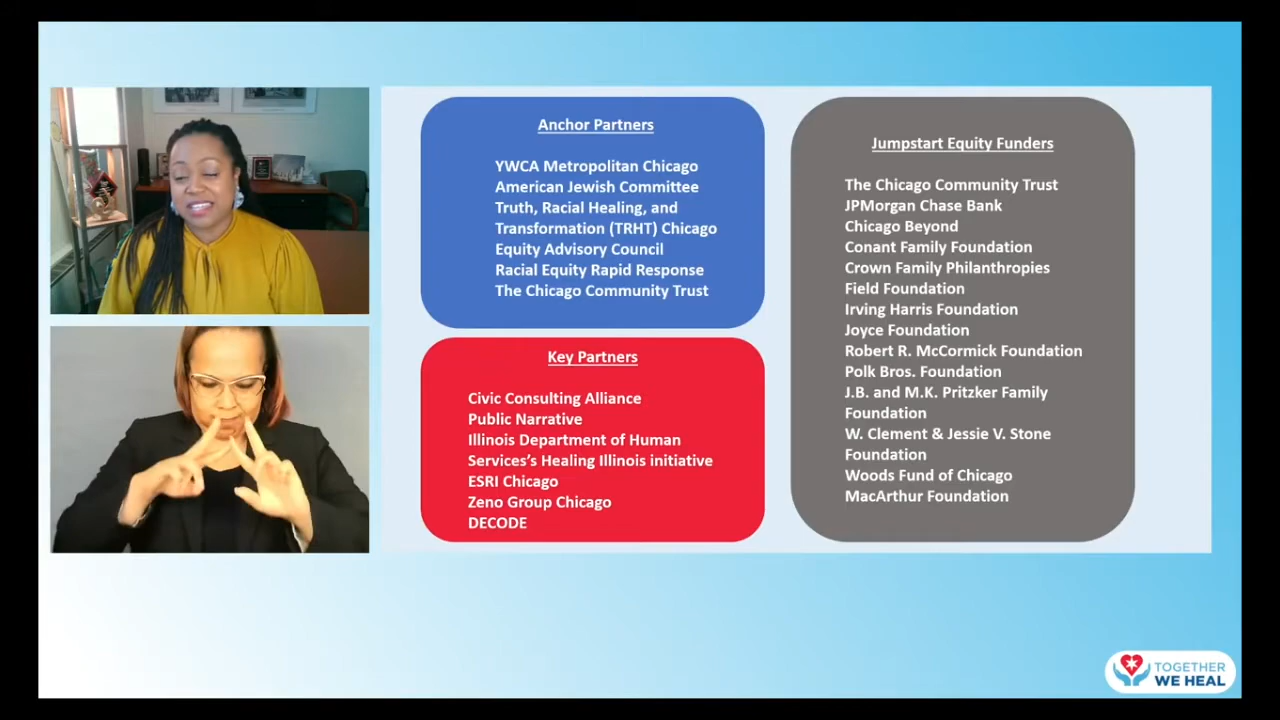 Anchor Partners
YWCA Metropolitan Chicago
American Jewish Committee
Truth, Racial Healing, and
Transformation (TRHT) Chicago
Equity Advisory Council
Racial Equity Rapid Response
The Chicago Community Trust
Key Partners
Civic Consulting Alliance
Public Narrative
Illinois Department of Human
Services's Healing Illinois initiative
ESRI Chicago
Zeno Group Chicago
DECODE
Jumpstart Equity Funders
The Chicago Community Trust
JPMorgan Chase Bank
Chicago Beyond
Conant Family Foundation
Crown Family Philanthropies
Field Foundation
Irving Harris Foundation
Joyce Foundation
Robert R. McCormick Foundation
Polk Bros. Foundation
J.B. and M.K. Pritzker Family
Foundation
W. Clement & Jessie V. Stone
Foundation
Woods Fund of Chicago
MacArthur Foundation
TOGETHER
WE HEAL